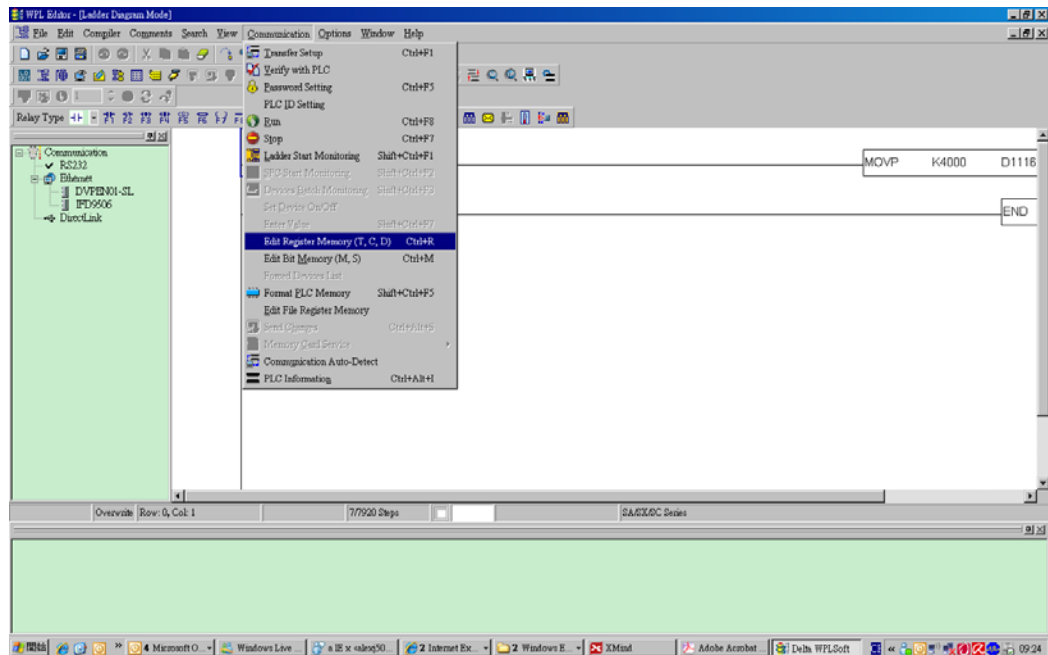 WPL Editor - [Ladder Diagram Mode]
File Edit Compiler Comments Search View Communication Options Window Help
Relay Type
Communication
RS232
Ethernet
DVPEN01-SL
IFD9506
DirectLink
Transfer Setup Ctrl+F1
Verify with PLC
Password Setting Ctrl+F5
PLC ID Setting
Run Ctrl+F8
Stop Ctrl+F7
Ladder Start Monitoring Shift+Ctrl+F1
SFC Start Monitoring Shift+Ctrl+F2
Devices Batch Monitoring Shift+Ctrl+F3
Set Device On/Off
Enter Value Shift+Ctrl+F7
Edit Register Memory (T, C, D) Ctrl+R
Edit Bit Memory (M, S) Ctrl+M
Forced Devices List
Format PLC Memory Shift+Ctrl+F5
Edit File Register Memory
Send Changes Ctrl+Alt+S
Memory Card Service
Communication Auto-Detect
PLC Information Ctrl+Alt+I
MOVP K4000 D1116
END
Overwrite Row: 0, Col: 1 7/7920 Steps SA/SX/SC Series
開始 4 Microsoft O... Windows Live ... 2 Internet Ex... 2 Windows E... XMind Adobe Acrobat ... Delta WPLSoft 09:24